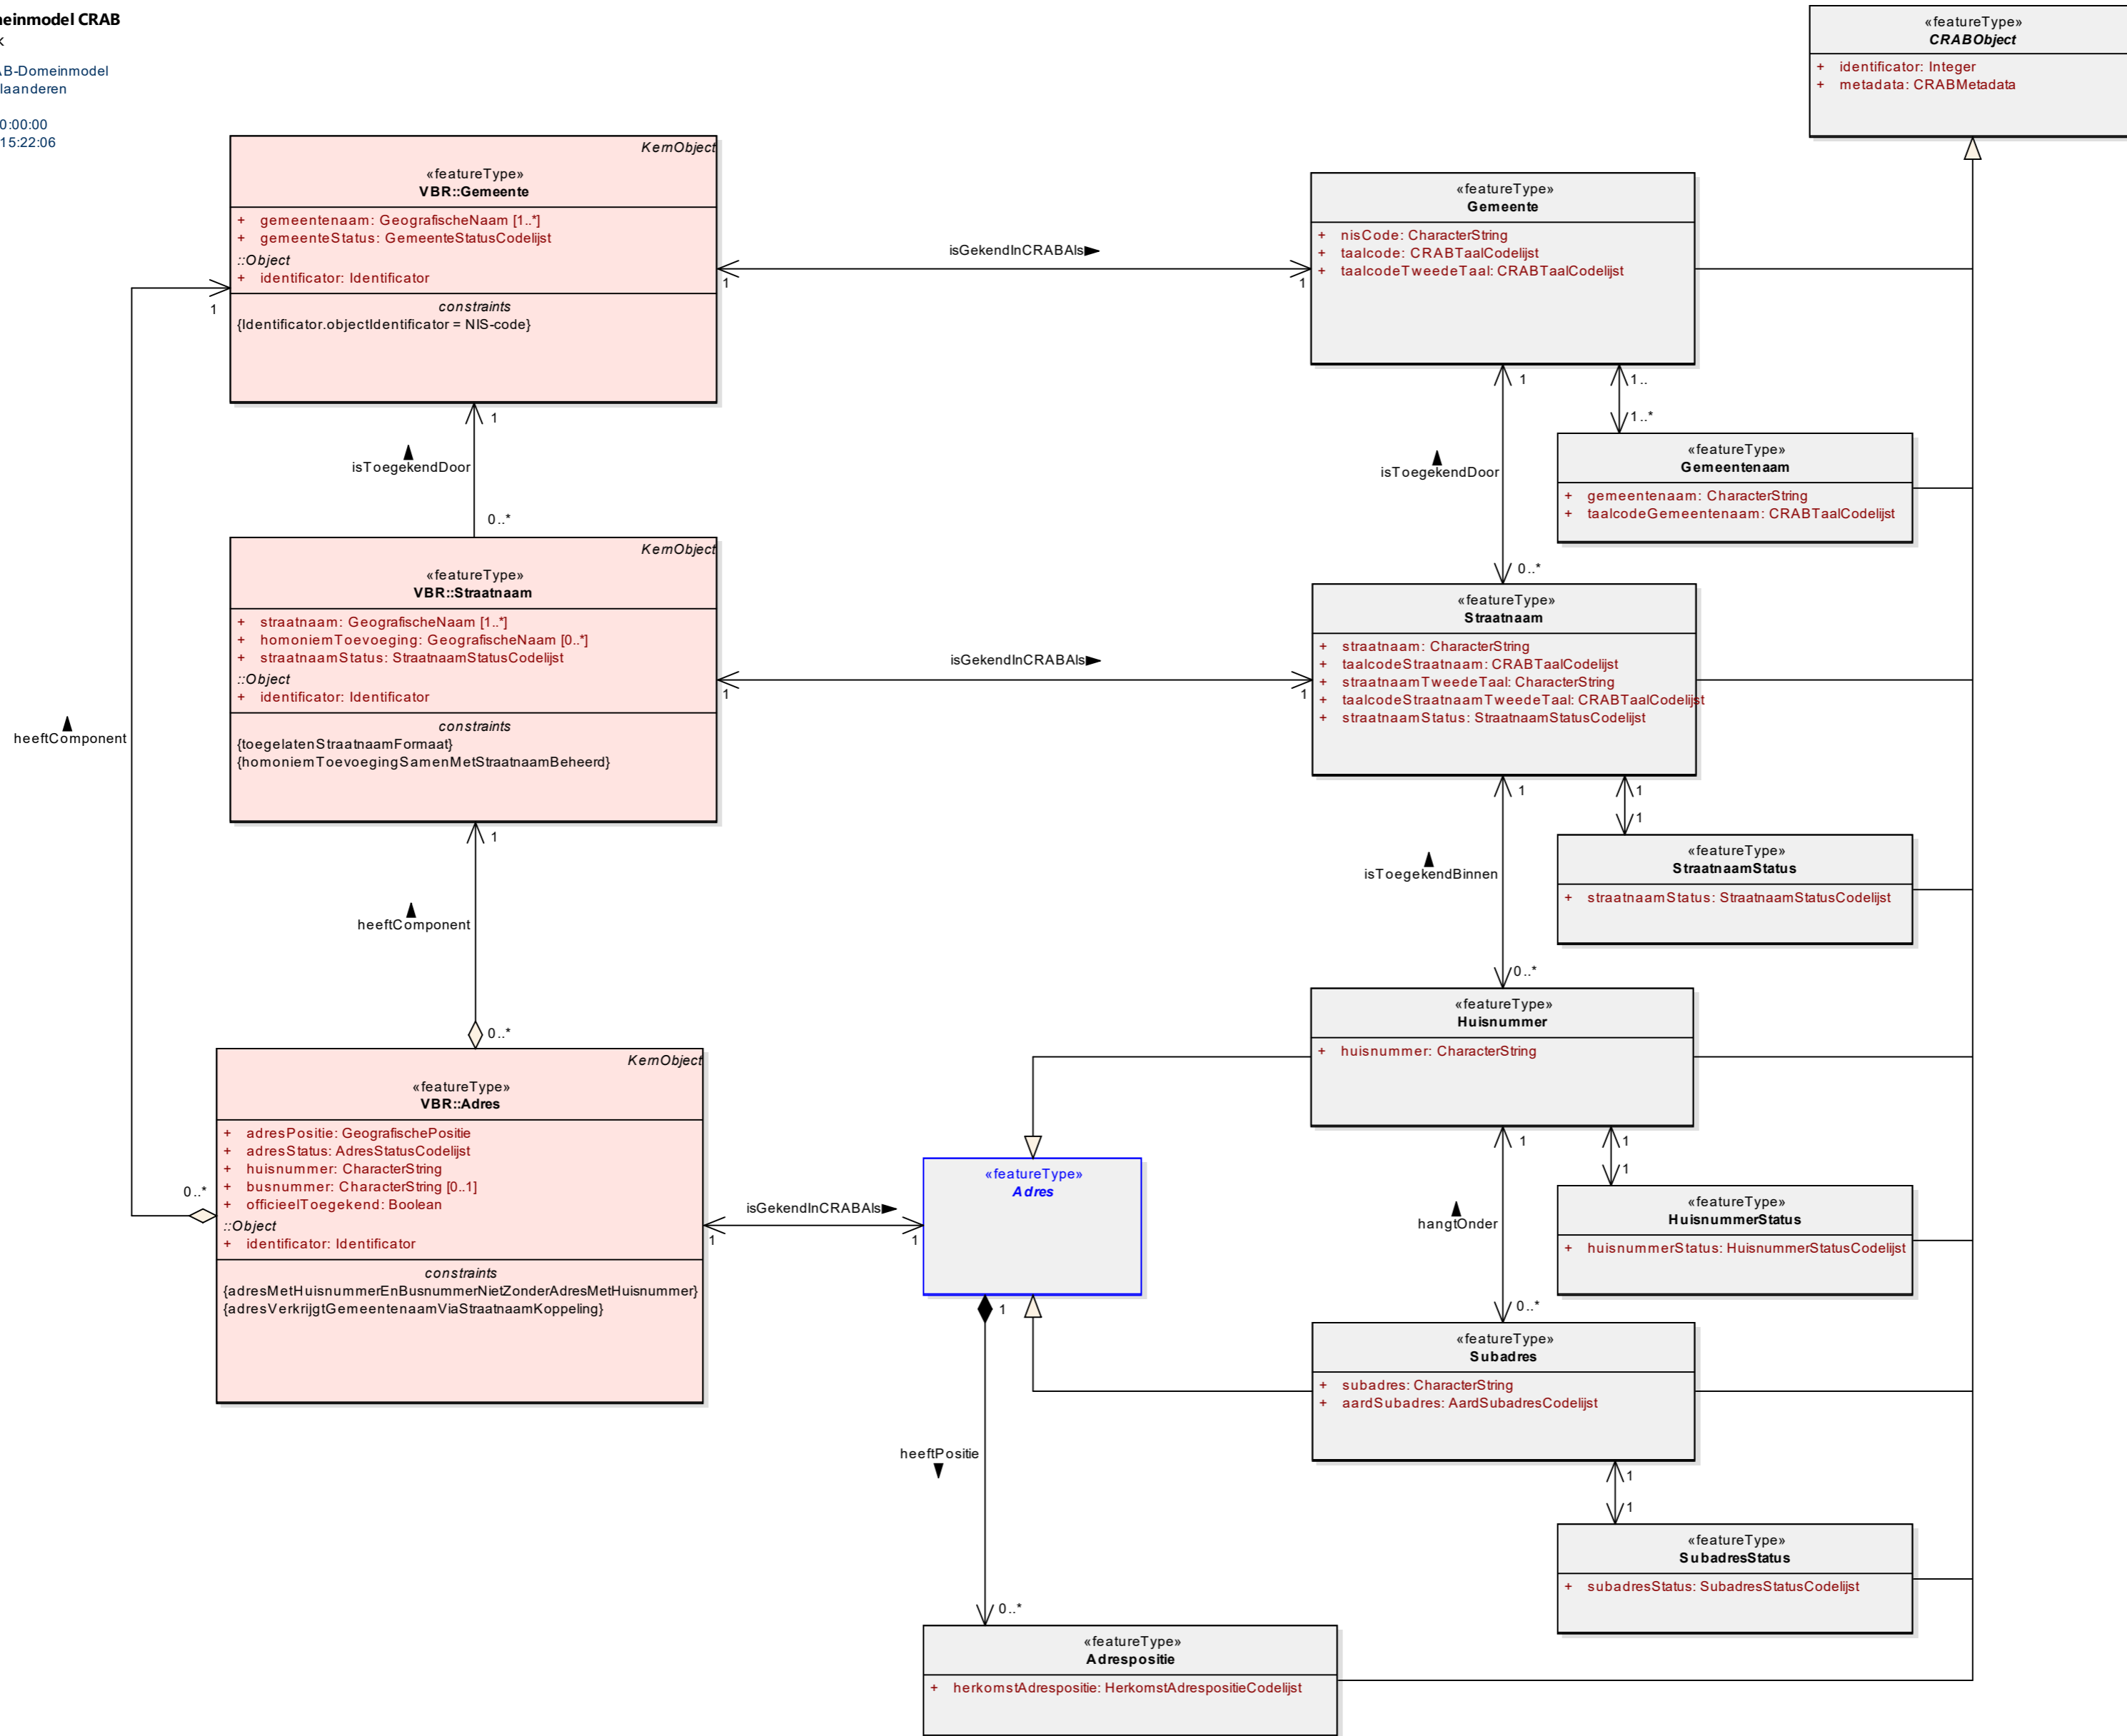 CRAB
Domeinmodel
laanderen
0:00:00
15:22:06
«featureType»
CRABObject
+ identificator: Integer
+ metadata: CRABMetadata
KernObject
«featureType»
VBR::Gemeente
+ gemeentenaam: GeografischeNaam [1..*]
+ gemeenteStatus: GemeenteStatusCodelijst
::Object
+ identificator: Identificator
constraints
{Identificator.objectIdentificator = NIS-code}
isGekendInCRABAls
1
1
1
«featureType»
Gemeente
+ nisCode: CharacterString
+ taalcode: CRABTaalCodelijst
+ taalcodeTweedeTaal: CRABTaalCodelijst
1
1
1..
1..*
isToegekendDoor
0..*
isToegekendDoor
0..*
«featureType»
Gemeentenaam
+ gemeentenaam: CharacterString
+ taalcodeGemeentenaam: CRABTaalCodelijst
KernObject
«featureType»
VBR::Straatnaam
+ straatnaam: GeografischeNaam [1..*]
+ homoniemToevoeging: GeografischeNaam [0..*]
+ straatnaamStatus: StraatnaamStatusCodelijst
::Object
+ identificator: Identificator
constraints
{toegelatenStraatnaamFormaat}
{homoniemToevoegingSamenMetStraatnaamBeheerd}
heeftComponent
isGekendInCRABAls
1
1
«featureType»
Straatnaam
+ straatnaam: CharacterString
+ taalcodeStraatnaam: CRABTaalCodelijst
+ straatnaamTweedeTaal: CharacterString
+ taalcodeStraatnaamTweedeTaal: CRABTaalCodelijst
+ straatnaamStatus: StraatnaamStatusCodelijst
1
1
1
1
heeftComponent
0..*
isToegekendBinnen
0..*
«featureType»
StraatnaamStatus
+ straatnaamStatus: StraatnaamStatusCodelijst
KernObject
«featureType»
VBR::Adres
+ adresPositie: GeografischePositie
+ adresStatus: AdresStatusCodelijst
+ huisnummer: CharacterString
+ busnummer: CharacterString [0..1]
+ officieelToegekend: Boolean
::Object
+ identificator: Identificator
constraints
{adresMetHuisnummerEnBusnummerNietZonderAdresMetHuisnummer}
{adresVerkrijgtGemeentenaamViaStraatnaamKoppeling}
0..*
isGekendInCRABAls
1
1
«featureType»
Adres
1
«featureType»
Huisnummer
+ huisnummer: CharacterString
1
1
1
hangtOnder
0..*
«featureType»
HuisnummerStatus
+ huisnummerStatus: HuisnummerStatusCodelijst
«featureType»
Subadres
+ subadres: CharacterString
+ aardSubadres: AardSubadresCodelijst
1
1
«featureType»
SubadresStatus
+ subadresStatus: SubadresStatusCodelijst
heeftPositie
0..*
«featureType»
Adrespositie
+ herkomstAdrespositie: HerkomstAdrespositieCodelijst